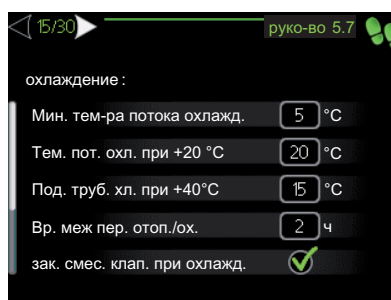 15/30 руко-во 5.7
охлаждение :
Мин. тем-ра потока охлажд. 5 °C
Тем. пот. охл. при +20 °C 20 °C
Под. труб. хл. при +40°C 15 °C
Вр. меж пер. отоп./ох. 2 ч
зак. смес. клап. при охлажд.